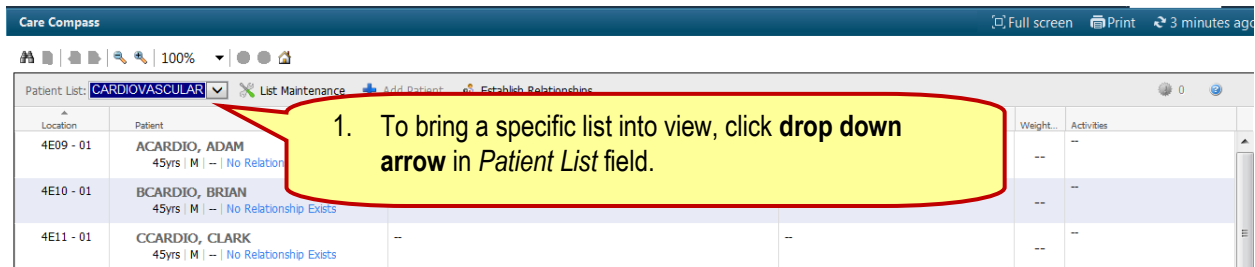 Care Compass Full screen Print 3 minutes ago
100%
Patient List: CARDIOVASCULAR List Maintenance Add Patient Establish Relationships 0
Location Patient Weight... Activities
1. To bring a specific list into view, click drop down
arrow in Patient List field.
4E09 - 01 ACARDIO, ADAM -- --
45yrs | M | -- | No Relation
4E10 - 01 BCARDIO, BRIAN -- --
45yrs | M | -- | No Relationship Exists
4E11 - 01 CCARDIO, CLARK -- -- -- --
45yrs | M | -- | No Relationship Exists